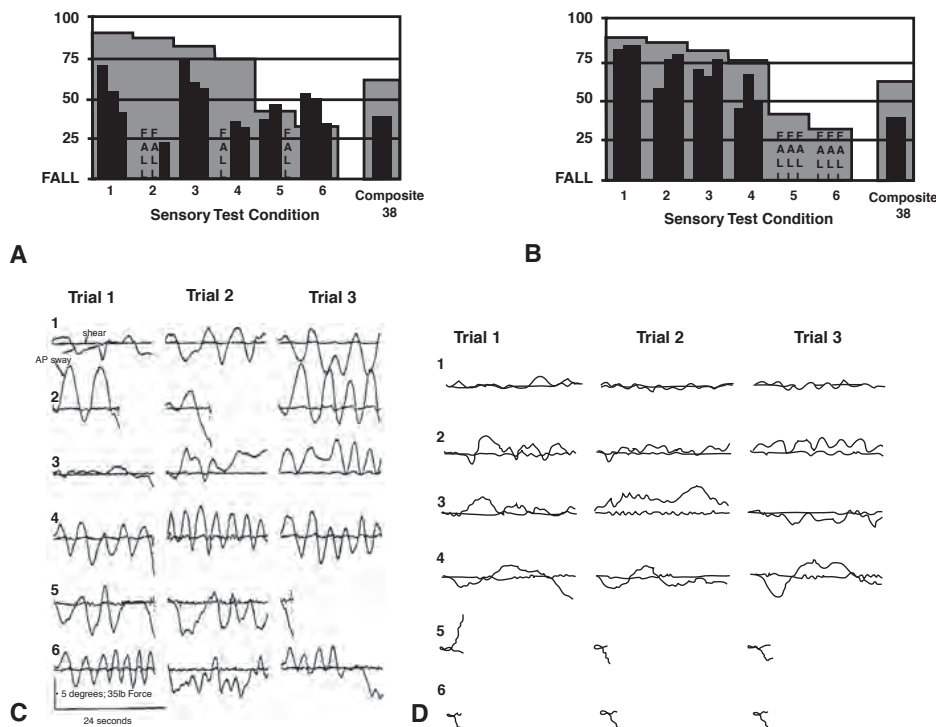 100
75
50
25
FALL
F F
A A
L L
L L
F
A
L
L
F
A
L
L
1 2 3 4 5 6 Composite
38
Sensory Test Condition
A
100
75
50
25
FALL
F F F F F F
A A A A A A
L L L L L L
L L L L L L
1 2 3 4 5 6 Composite
38
Sensory Test Condition
B
Trial 1 Trial 2 Trial 3
1
shear
AP sway
2
3
4
5
6
5 degrees; 35lb Force
24 seconds
C
Trial 1 Trial 2 Trial 3
1
2
3
4
5
6
D